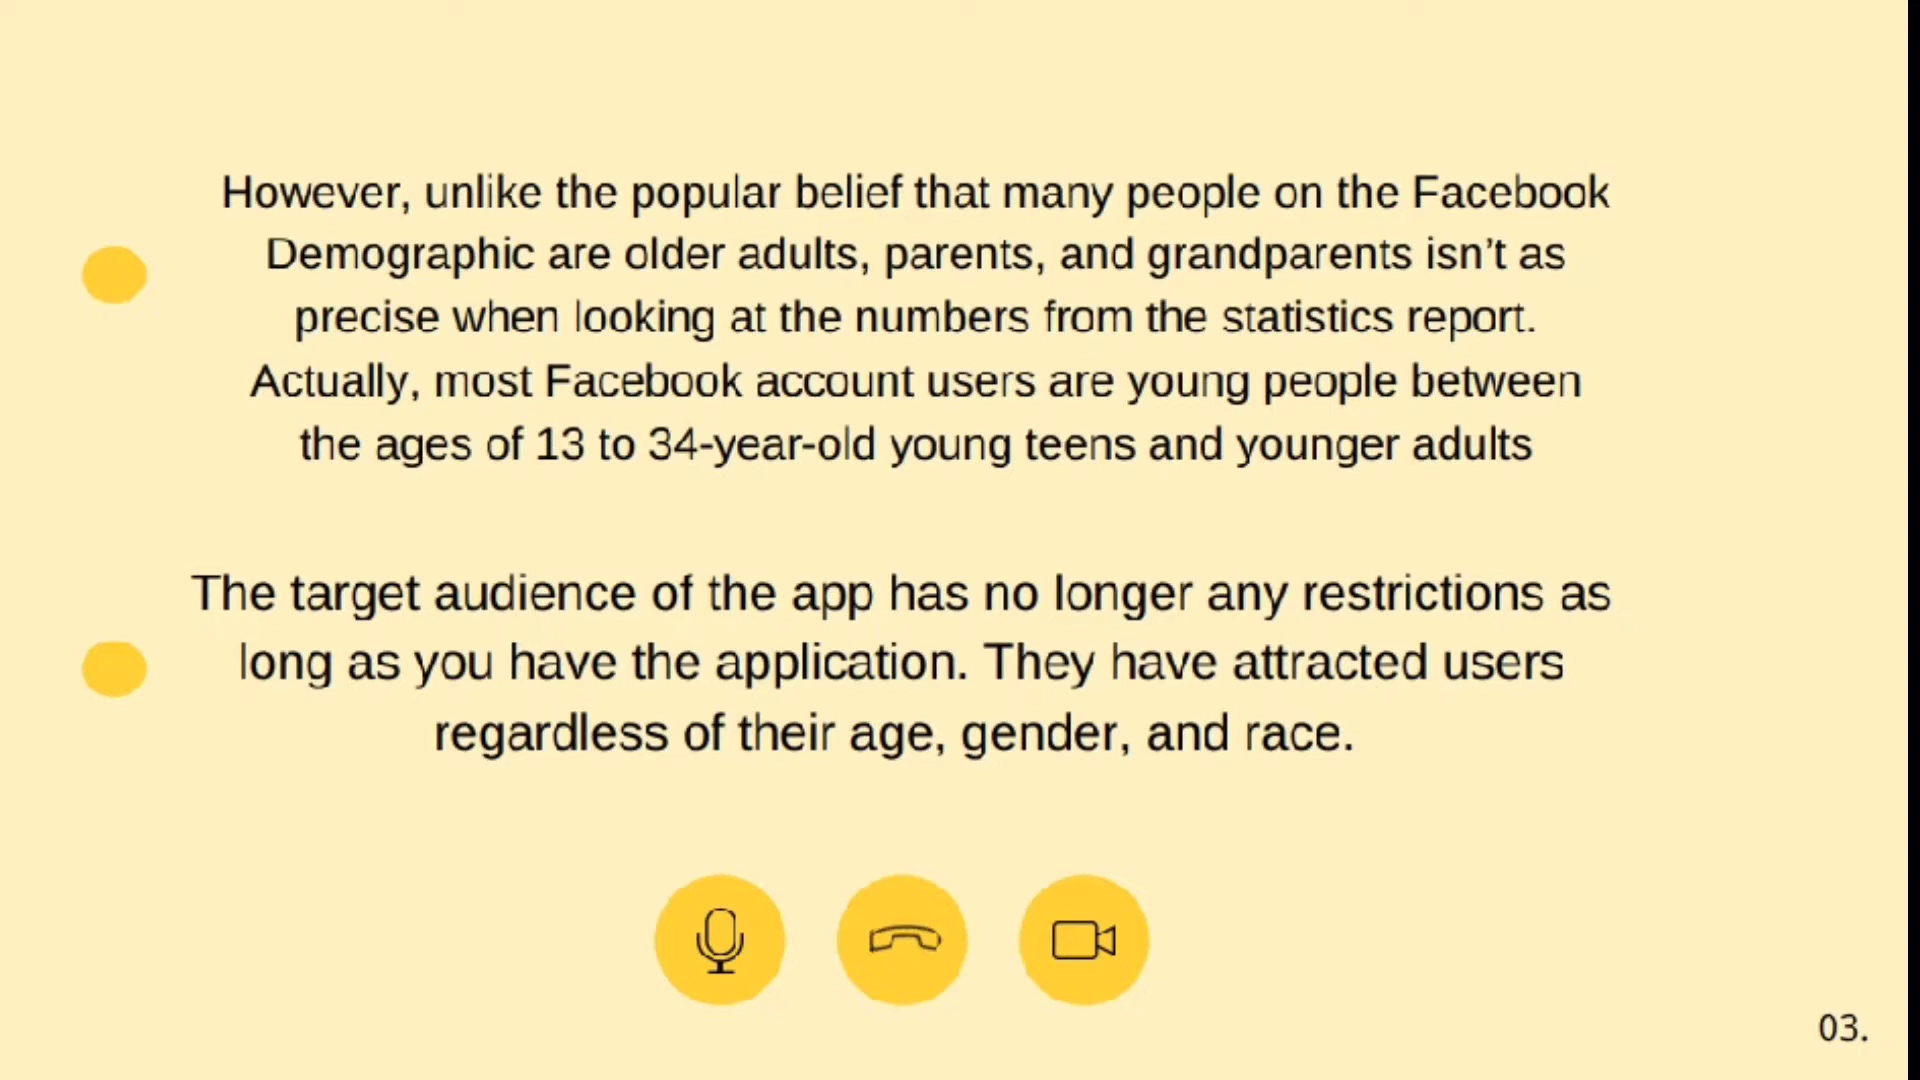 However, unlike the popular belief that many people on the Facebook
Demographic are older adults, parents, and grandparents isn’t as
precise when looking at the numbers from the statistics report.
Actually, most Facebook account users are young people between
the ages of 13 to 34-year-old young teens and younger adults
The target audience of the app has no longer any restrictions as
long as you have the application. They have attracted users
regardless of their age, gender, and race.
03.